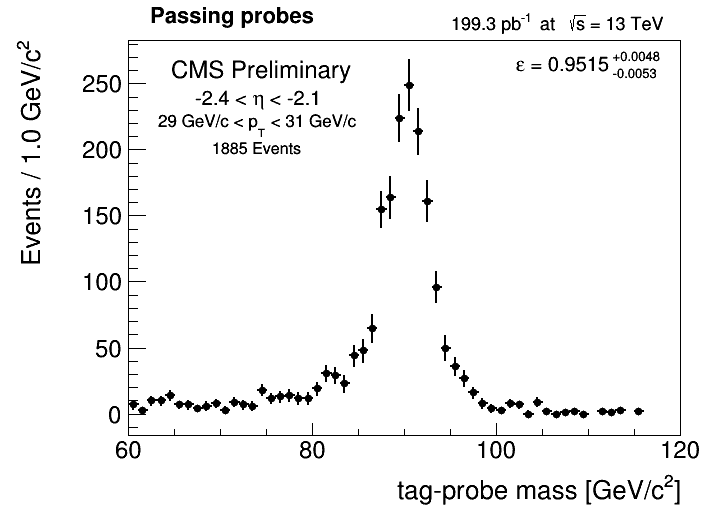 Passing probes
199.3 pb⁻¹ at √s = 13 TeV
CMS Preliminary
-2.4 < η < -2.1
29 GeV/c < p_T < 31 GeV/c
1885 Events
ε = 0.9515 +0.0048 -0.0053
Events / 1.0 GeV/c²
250
200
150
100
50
0
60 80 100 120
tag-probe mass [GeV/c²]